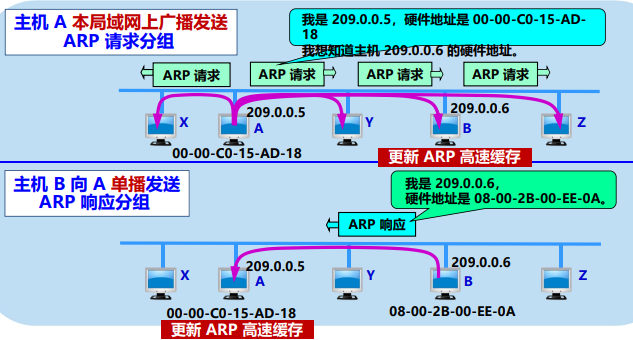 主机 A 本局域网上广播发送
ARP 请求分组
我是 209.0.0.5，硬件地址是 00-00-C0-15-AD-
18
我想知道主机 209.0.0.6 的硬件地址。
ARP 请求
ARP 请求
ARP 请求
ARP 请求
209.0.0.5
209.0.0.6
X
A
Y
B
Z
00-00-C0-15-AD-18
更新 ARP 高速缓存
主机 B 向 A 单播发送
ARP 响应分组
我是 209.0.0.6，
硬件地址是 08-00-2B-00-EE-0A。
ARP 响应
209.0.0.5
209.0.0.6
X
A
Y
B
Z
00-00-C0-15-AD-18
08-00-2B-00-EE-0A
更新 ARP 高速缓存